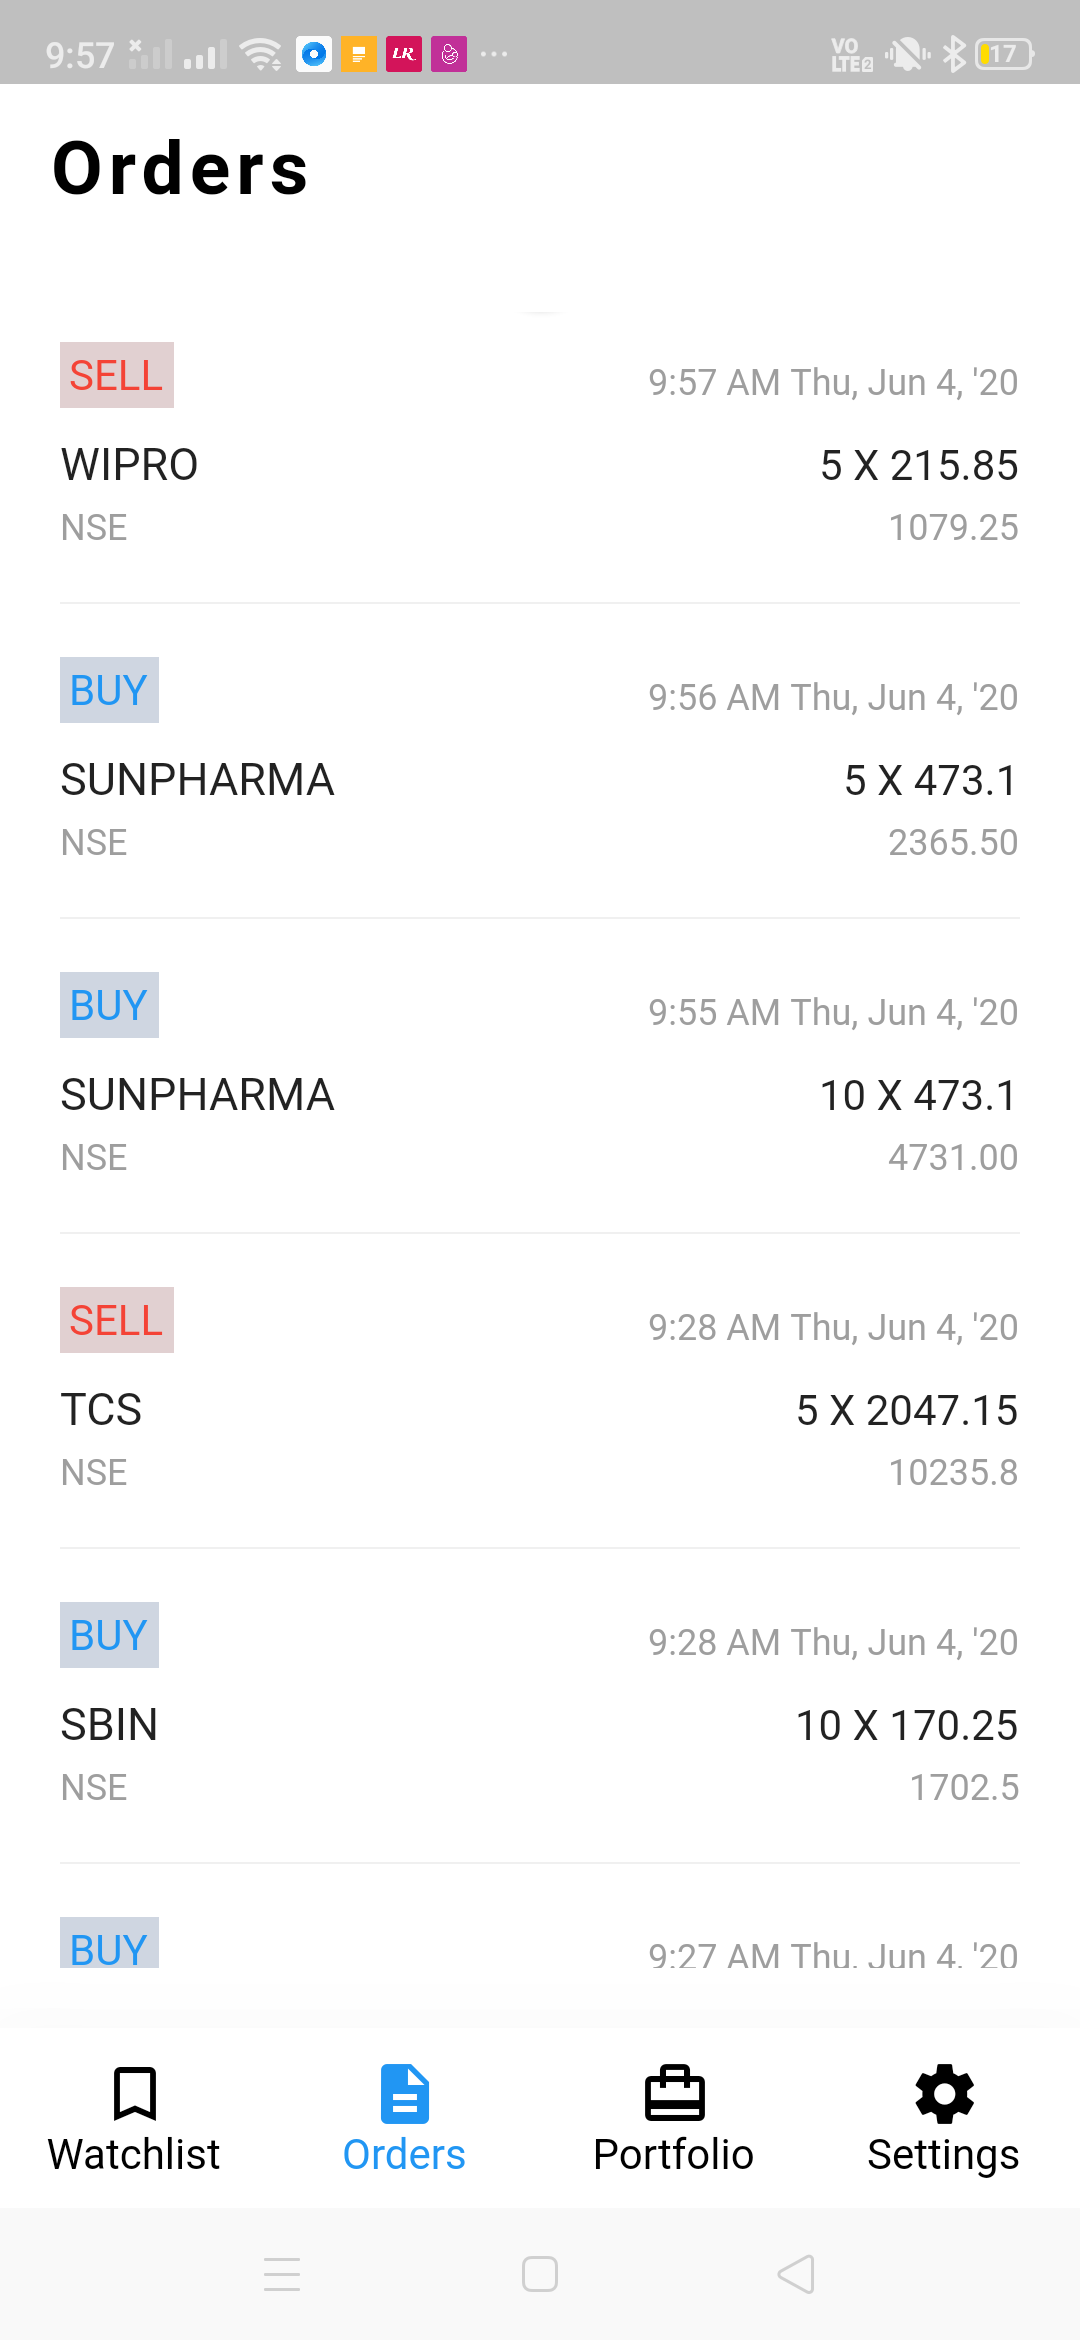 9:57 VO LTE 2 17
Orders
SELL 9:57 AM Thu, Jun 4, '20
WIPRO 5 X 215.85
NSE 1079.25
BUY 9:56 AM Thu, Jun 4, '20
SUNPHARMA 5 X 473.1
NSE 2365.50
BUY 9:55 AM Thu, Jun 4, '20
SUNPHARMA 10 X 473.1
NSE 4731.00
SELL 9:28 AM Thu, Jun 4, '20
TCS 5 X 2047.15
NSE 10235.8
BUY 9:28 AM Thu, Jun 4, '20
SBIN 10 X 170.25
NSE 1702.5
BUY 9:27 AM Thu, Jun 4, '20
Watchlist Orders Portfolio Settings